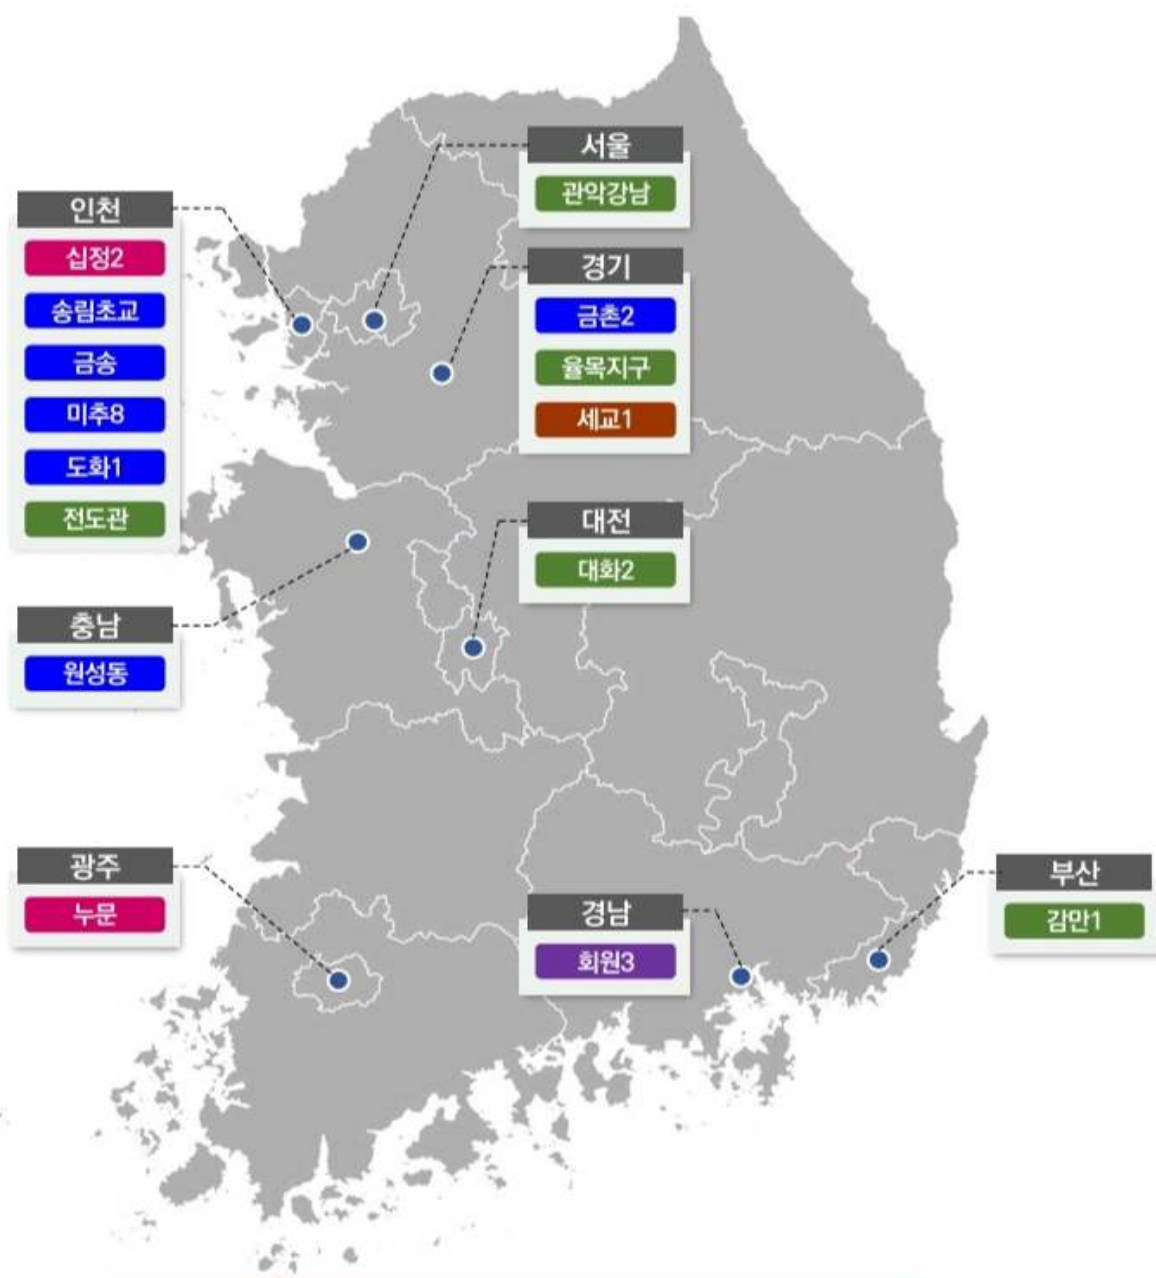 서울
관악강남
인천
십정2
송림초교
금송
미추8
도화1
전도관
경기
금촌2
율목지구
세교1
대전
대화2
충남
원성동
광주
누문
경남
회원3
부산
감만1